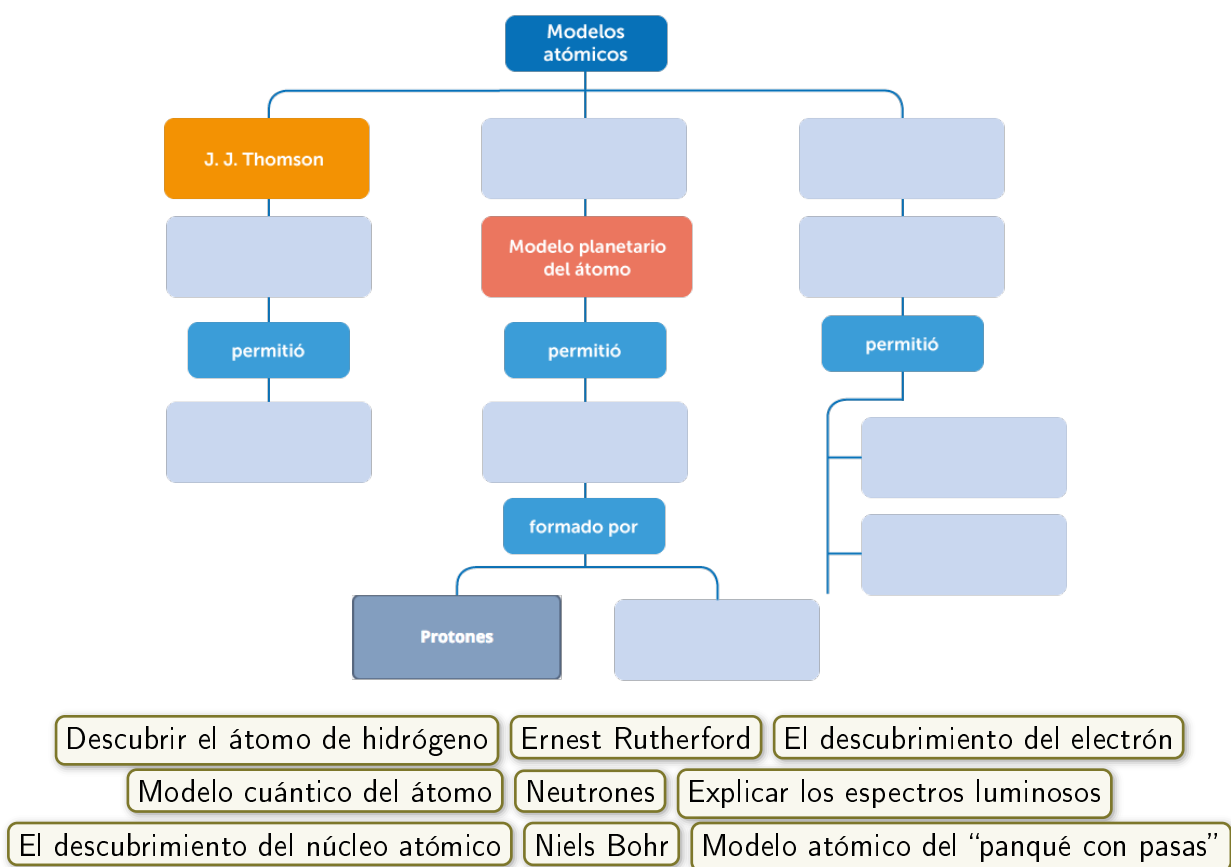 Modelos
atómicos
J. J. Thomson
Modelo planetario
del átomo
permitió
permitió
permitió
formado por
Protones
Descubrir el átomo de hidrógeno
Ernest Rutherford
El descubrimiento del electrón
Modelo cuántico del átomo
Neutrones
Explicar los espectros luminosos
El descubrimiento del núcleo atómico
Niels Bohr
Modelo atómico del “panqué con pasas”